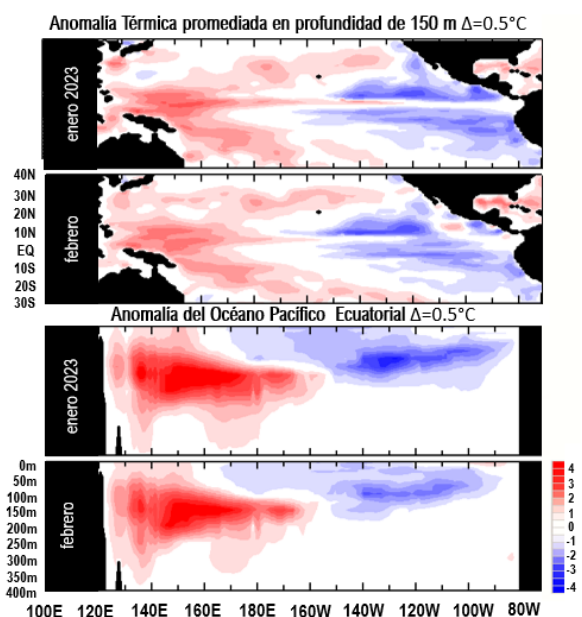 Anomalía Térmica promediada en profundidad de 150 m Δ=0.5°C
enero 2023
40N
30N
20N
10N
EQ
10S
20S
30S
febrero
Anomalía del Océano Pacífico Ecuatorial Δ=0.5°C
enero 2023
0m
50m
100m
150m
200m
250m
300m
350m
400m
febrero
4
3
2
1
0
-1
-2
-3
-4
100E 120E 140E 160E 180E 160W 140W 120W 100W 80W